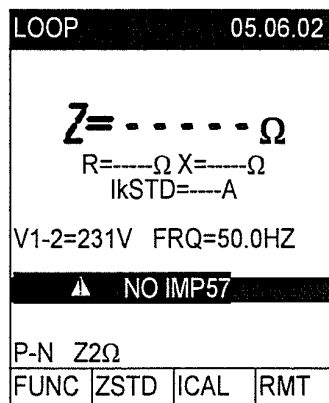 LOOP 05.06.02
Z=-----Ω
R=-----Ω X=-----Ω
IkSTD=----A
V1-2=231V FRQ=50.0HZ
⚠ NO IMP57
P-N Z2Ω
FUNC ZSTD ICAL RMT